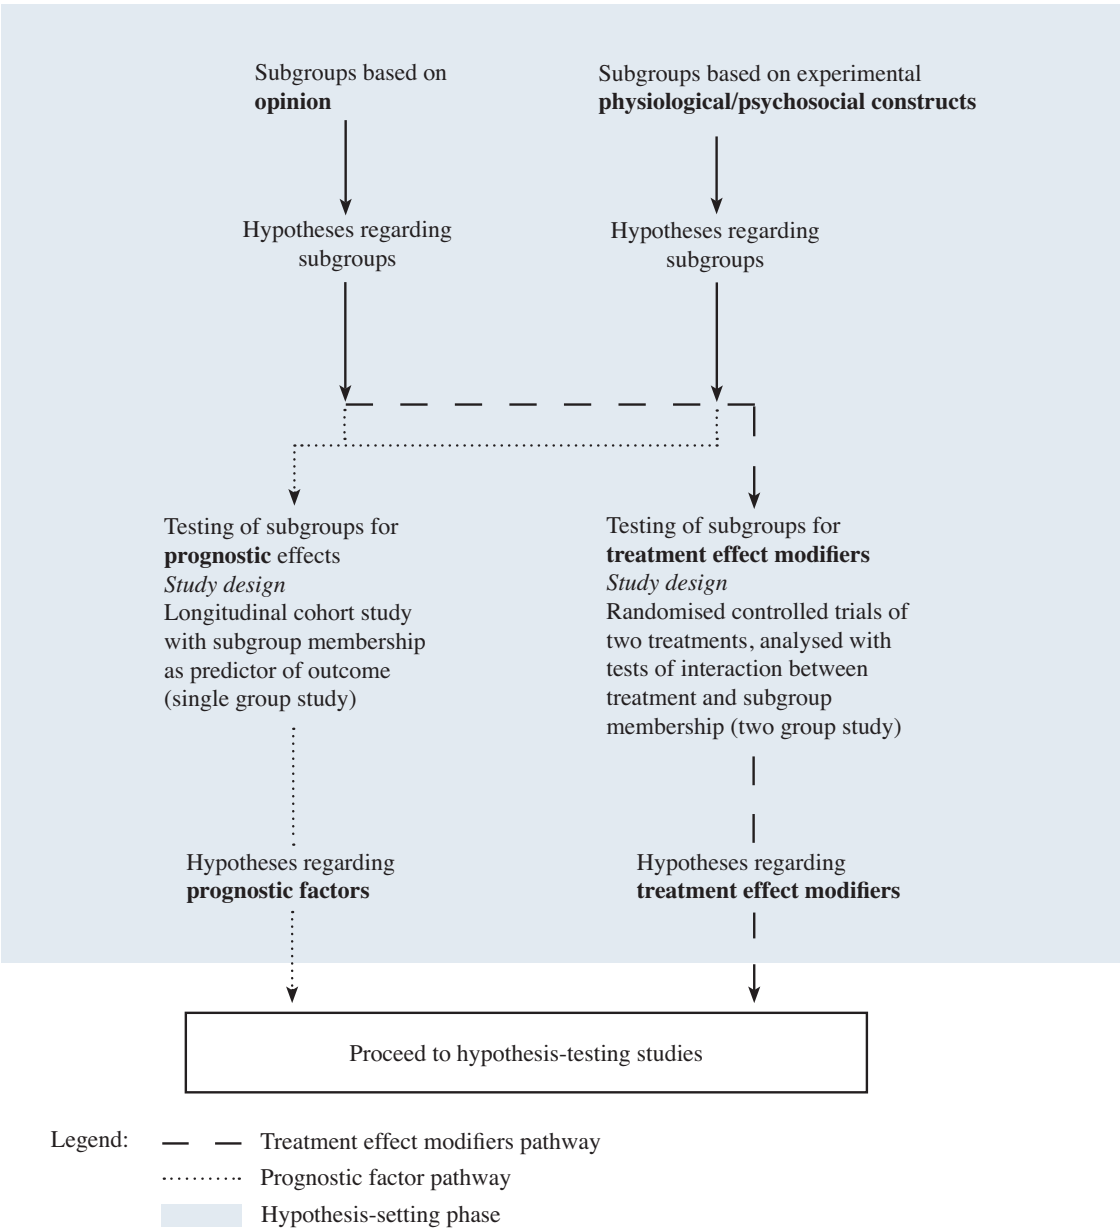 Subgroups based on
opinion
Subgroups based on experimental
physiological/psychosocial constructs
Hypotheses regarding
subgroups
Hypotheses regarding
subgroups
Testing of subgroups for
prognostic effects
Study design
Longitudinal cohort study
with subgroup membership
as predictor of outcome
(single group study)
Testing of subgroups for
treatment effect modifiers
Study design
Randomised controlled trials of
two treatments, analysed with
tests of interaction between
treatment and subgroup
membership (two group study)
Hypotheses regarding
prognostic factors
Hypotheses regarding
treatment effect modifiers
Proceed to hypothesis-testing studies
Legend:
Treatment effect modifiers pathway
Prognostic factor pathway
Hypothesis-setting phase